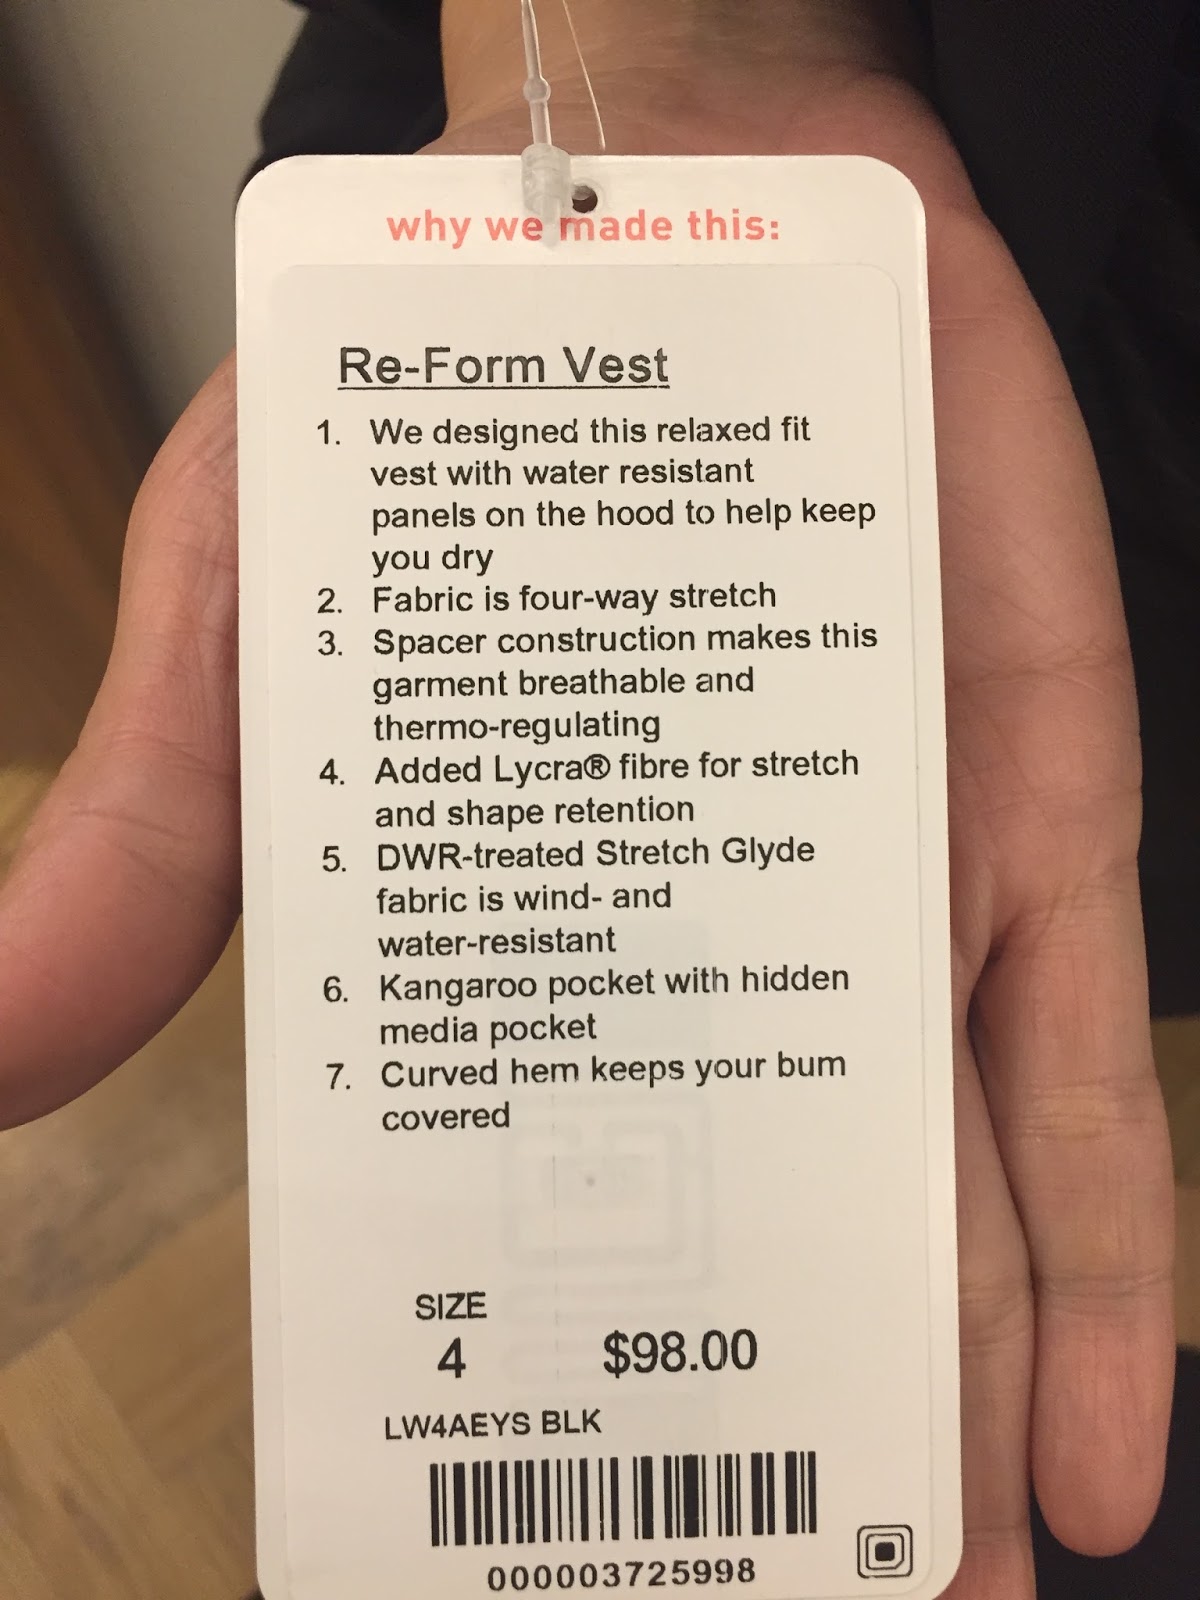 why we made this:
Re-Form Vest
1. We designed this relaxed fit
vest with water resistant
panels on the hood to help keep
you dry
2. Fabric is four-way stretch
3. Spacer construction makes this
garment breathable and
thermo-regulating
4. Added Lycra® fibre for stretch
and shape retention
5. DWR-treated Stretch Glyde
fabric is wind- and
water-resistant
6. Kangaroo pocket with hidden
media pocket
7. Curved hem keeps your bum
covered
SIZE
4 $98.00
LW4AEYS BLK
000003725998